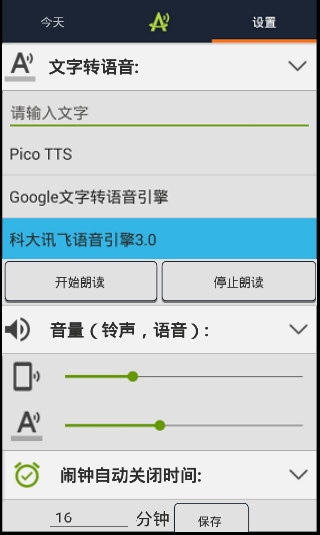 今天 设置
文字转语音:
请输入文字
Pico TTS
Google文字转语音引擎
科大讯飞语音引擎3.0
开始朗读 停止朗读
音量（铃声，语音）:
闹钟自动关闭时间:
16 分钟 保存